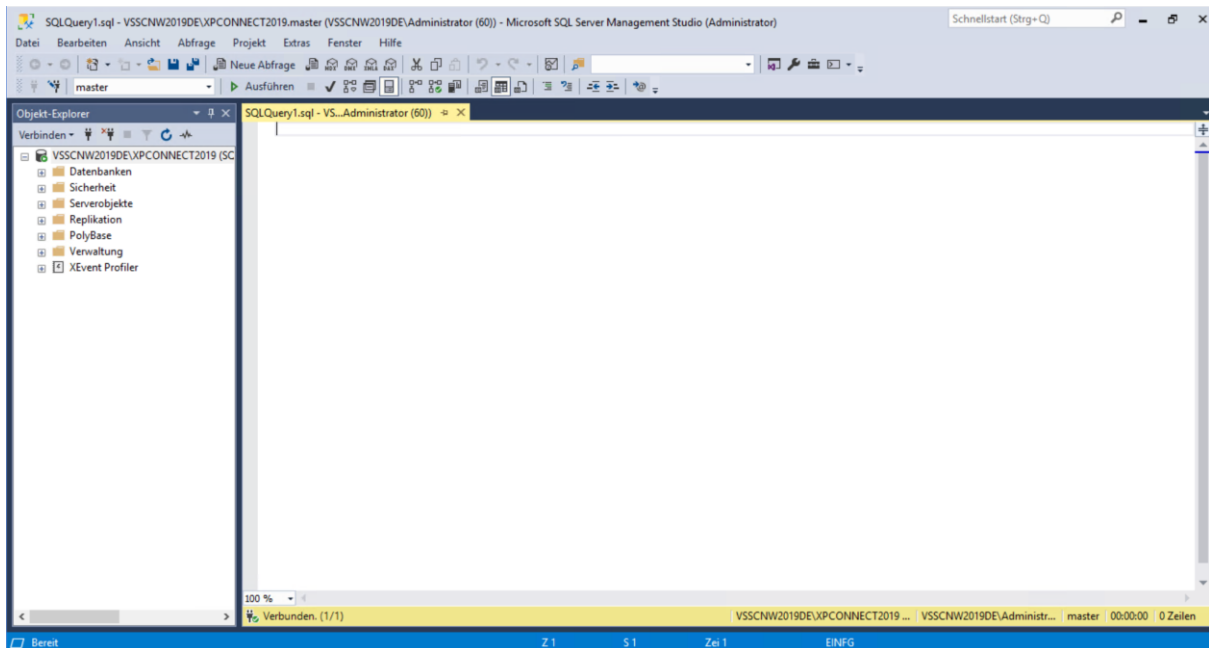 SQLQuery1.sql - VSSCNW2019DE\XPCONNECT2019.master (VSSCNW2019DE\Administrator (60)) - Microsoft SQL Server Management Studio (Administrator)
Schnellstart (Strg+Q)
Datei Bearbeiten Ansicht Abfrage Projekt Extras Fenster Hilfe
Neue Abfrage
master Ausführen
Objekt-Explorer
SQLQuery1.sql - VS...Administrator (60))
Verbinden
VSSCNW2019DE\XPCONNECT2019 (SC
Datenbanken
Sicherheit
Serverobjekte
Replikation
PolyBase
Verwaltung
XEvent Profiler
100 %
Verbunden. (1/1) VSSCNW2019DE\XPCONNECT2019 ... VSSCNW2019DE\Administr... master 00:00:00 0 Zeilen
Bereit Z 1 S 1 Zei 1 EINFG